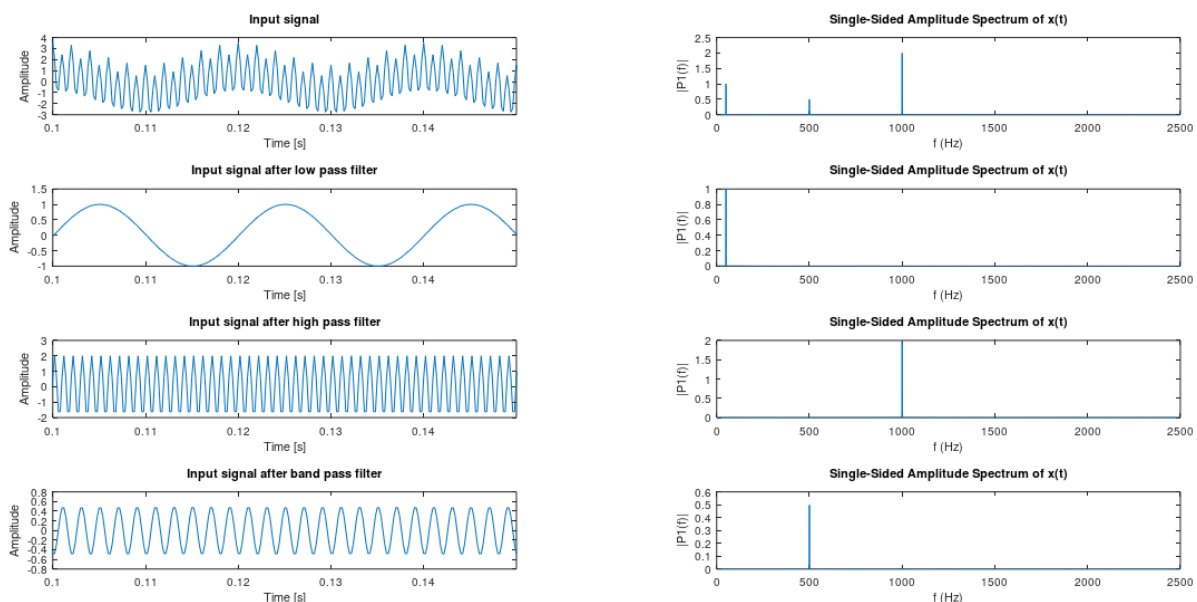 Input signal
4
3
2
1
0
-1
-2
-3
Amplitude
0.1 0.11 0.12 0.13 0.14
Time [s]
Single-Sided Amplitude Spectrum of x(t)
2.5
2
1.5
1
0.5
0
|P1(f)|
0 500 1000 1500 2000 2500
f (Hz)
Input signal after low pass filter
1.5
1
0.5
0
-0.5
-1
Amplitude
0.1 0.11 0.12 0.13 0.14
Time [s]
Single-Sided Amplitude Spectrum of x(t)
1
0.8
0.6
0.4
0.2
0
|P1(f)|
0 500 1000 1500 2000 2500
f (Hz)
Input signal after high pass filter
3
2
1
0
-1
-2
Amplitude
0.1 0.11 0.12 0.13 0.14
Time [s]
Single-Sided Amplitude Spectrum of x(t)
2
1.5
1
0.5
0
|P1(f)|
0 500 1000 1500 2000 2500
f (Hz)
Input signal after band pass filter
0.8
0.6
0.4
0.2
0
-0.2
-0.4
-0.6
-0.8
Amplitude
0.1 0.11 0.12 0.13 0.14
Time [s]
Single-Sided Amplitude Spectrum of x(t)
0.6
0.5
0.4
0.3
0.2
0.1
0
|P1(f)|
0 500 1000 1500 2000 2500
f (Hz)